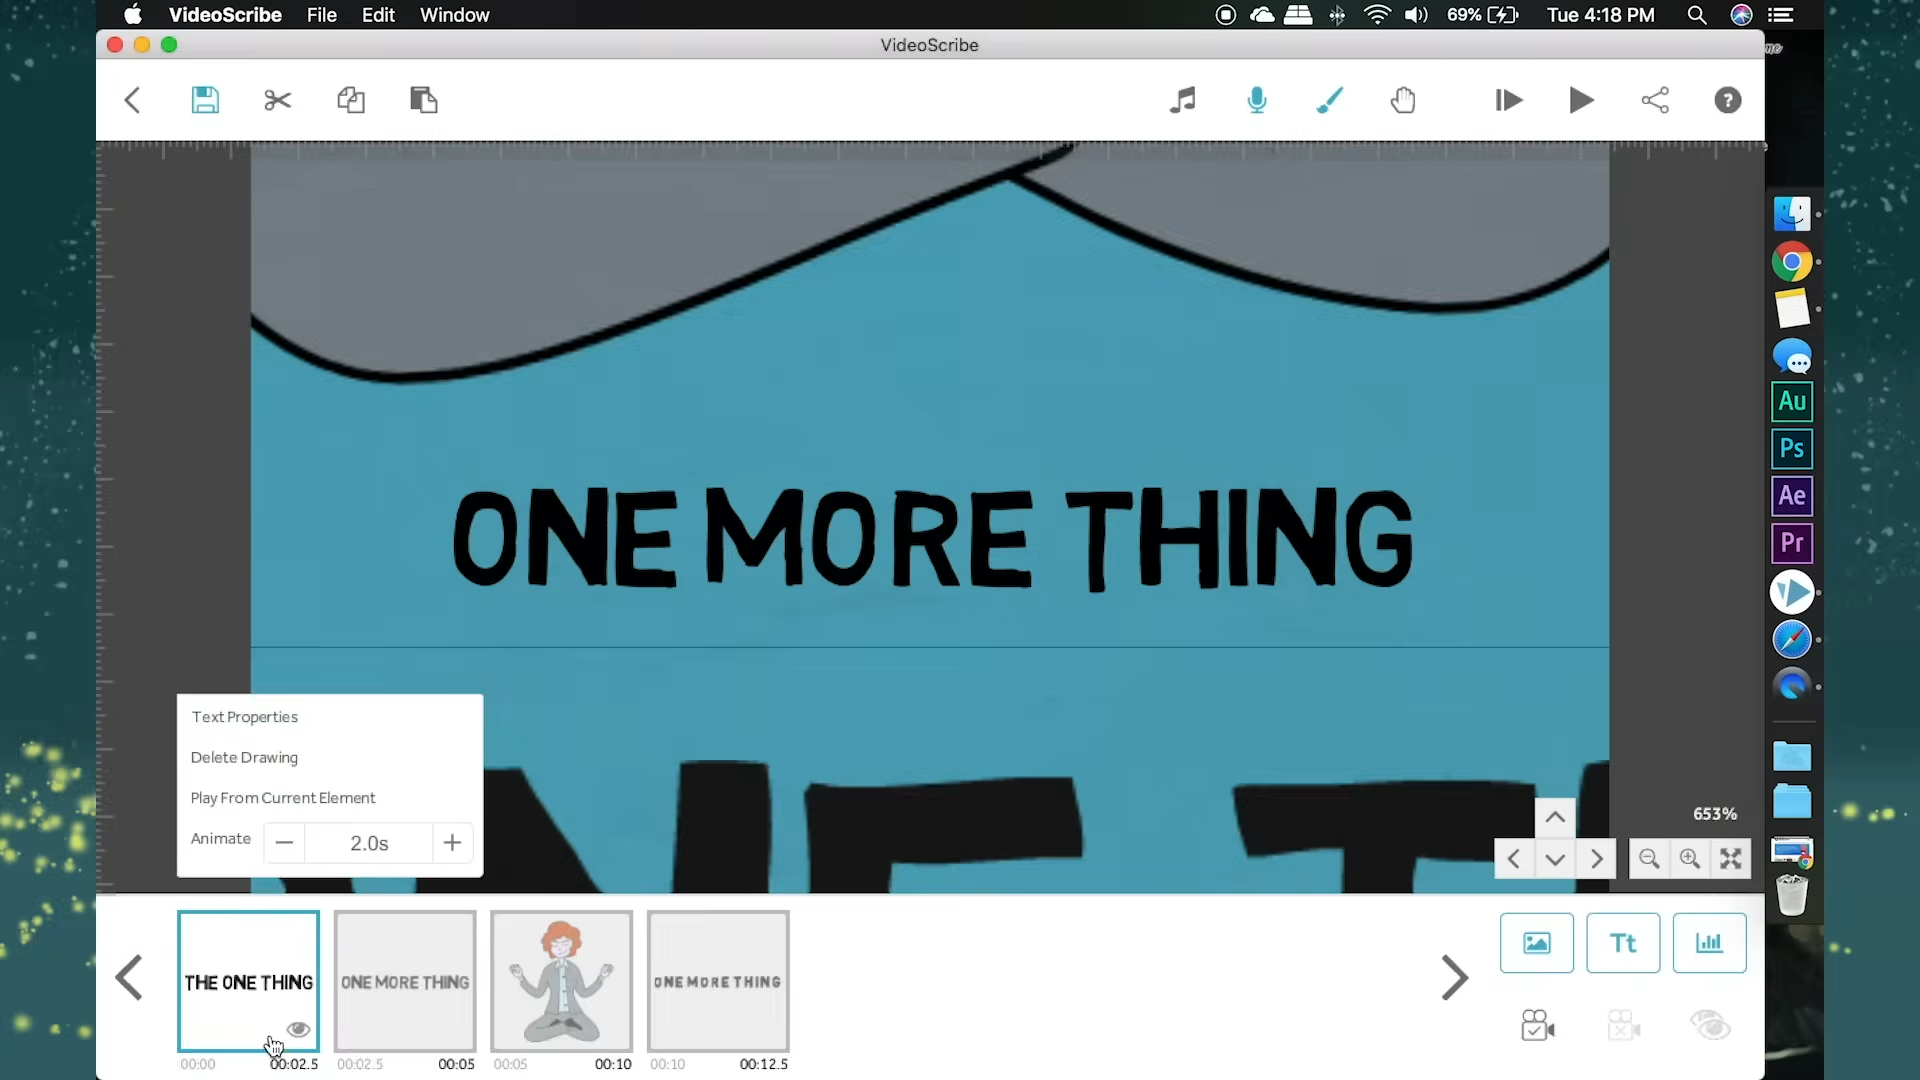 VideoScribe File Edit Window 69% Tue 4:18 PM
VideoScribe
?
ONE MORE THING
Au
Ps
Ae
Pr
Text Properties
Delete Drawing
Play From Current Element
Animate − 2.0s +
653%
THE ONE THING
ONE MORE THING
ONE MORE THING
Tt
00:00 00:02.5 00:02.5 00:05 00:05 00:10 00:10 00:12.5